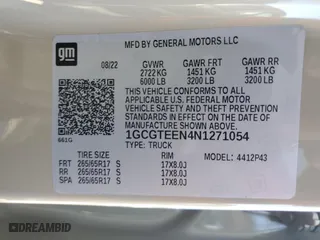 gm
MFD BY GENERAL MOTORS LLC
08/22 GVWR GAWR FRT GAWR RR
2722 KG 1451 KG 1451 KG
6000 LB 3200 LB 3200 LB
THIS VEHICLE CONFORMS TO ALL
APPLICABLE U.S. FEDERAL MOTOR
VEHICLE SAFETY AND THEFT PREVENTION
STANDARDS IN EFFECT ON THE DATE OF
MANUFACTURE SHOWN ABOVE.
1GCGTEEN4N1271054
661G
TYPE: TRUCK
TIRE SIZE RIM MODEL: 4412P43
FRT 265/65R17 S 17X8.0J
RR 265/65R17 S 17X8.0J
SPA 265/65R17 S 17X8.0J
DREAMBID